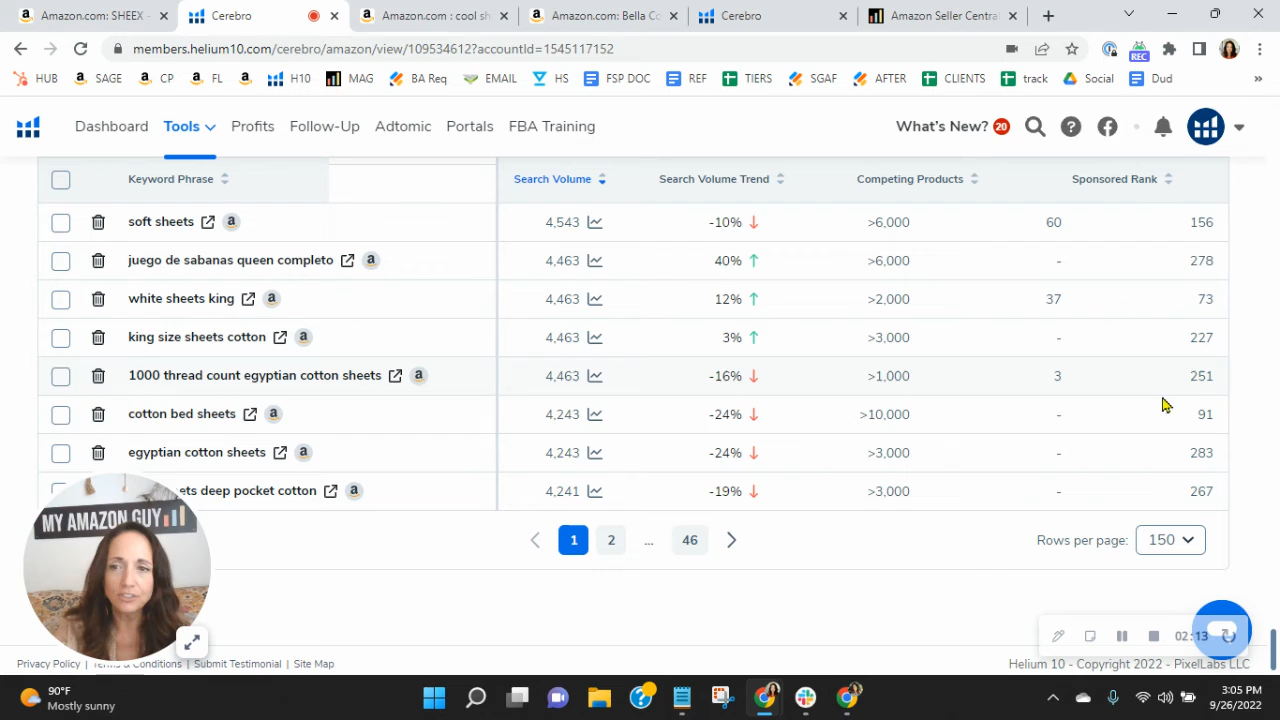 Amazon.com: SHEEX - Cerebro Amazon.com : cool sh Amazon.com: Bella Co Cerebro Amazon Seller Centra
members.helium10.com/cerebro/amazon/view/109534612?accountId=1545117152 REC
HUB SAGE CP FL H10 MAG BA Req EMAIL HS FSP DOC REF TIERS SGAF AFTER CLIENTS track Social Dud »
Dashboard Tools Profits Follow-Up Adtomic Portals FBA Training What's New? 20
Keyword Phrase Search Volume Search Volume Trend Competing Products Sponsored Rank
soft sheets 4,543 -10% >6,000 60 156
juego de sabanas queen completo 4,463 40% >6,000 - 278
white sheets king 4,463 12% >2,000 37 73
king size sheets cotton 4,463 3% >3,000 - 227
1000 thread count egyptian cotton sheets 4,463 -16% >1,000 3 251
cotton bed sheets 4,243 -24% >10,000 - 91
egyptian cotton sheets 4,243 -24% >3,000 - 283
ets deep pocket cotton 4,241 -19% >3,000 - 267
MY AMAZON GUY
1 2 ... 46 Rows per page: 150
02:13
Privacy Policy | Terms & Conditions | Submit Testimonial | Site Map Helium 10 - Copyright 2022 - PixelLabs LLC
90°F
Mostly sunny
3:05 PM
9/26/2022